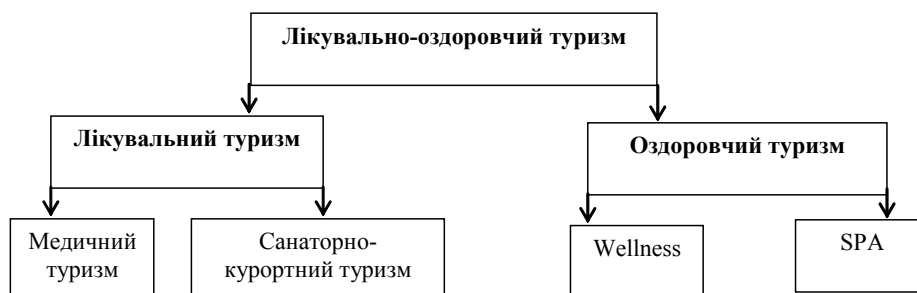 Лікувально-оздоровчий туризм
Лікувальний туризм
Оздоровчий туризм
Медичний
туризм
Санаторно-
курортний туризм
Wellness
SPA